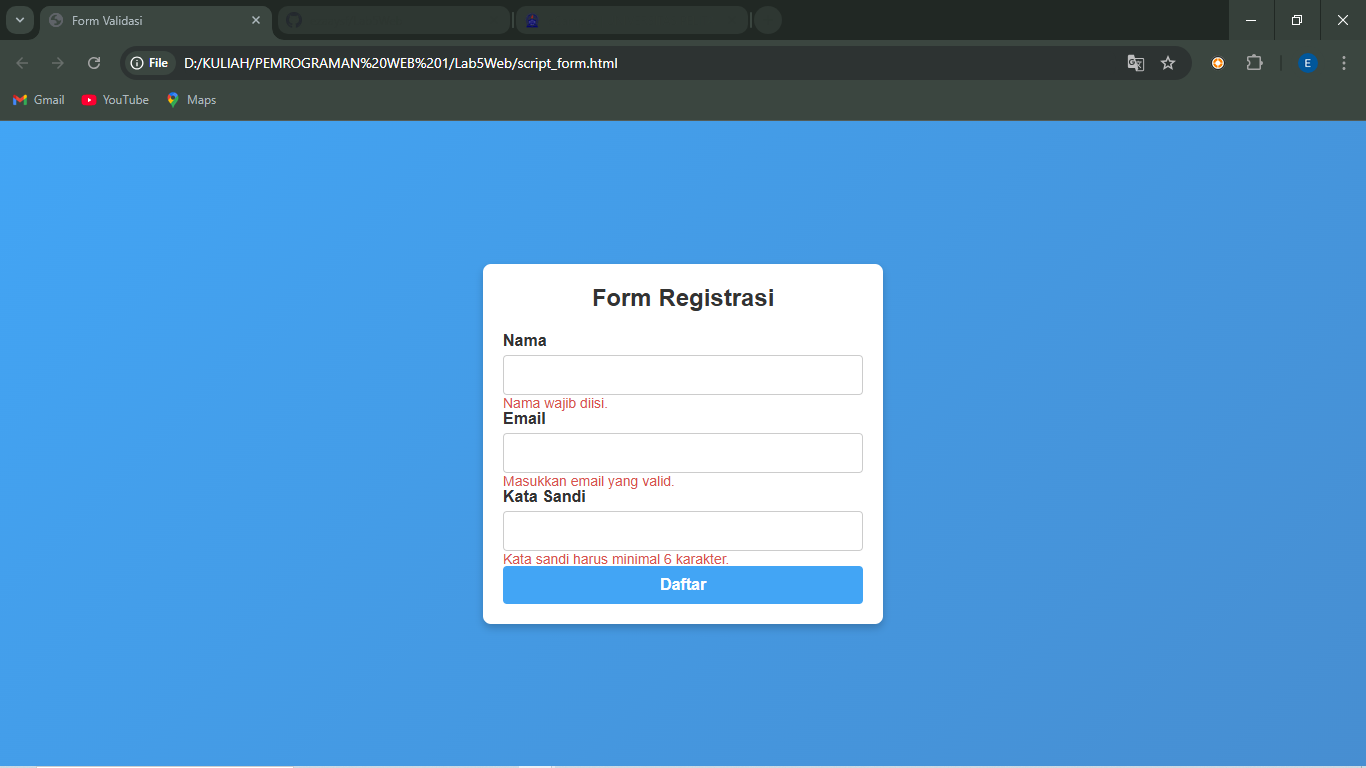 Form Validasi
File
D:/KULIAH/PEMROGRAMAN%20WEB%201/Lab5Web/script_form.html
E
Gmail
YouTube
Maps
Form Registrasi
Nama
Nama wajib diisi.
Email
Masukkan email yang valid.
Kata Sandi
Kata sandi harus minimal 6 karakter.
Daftar